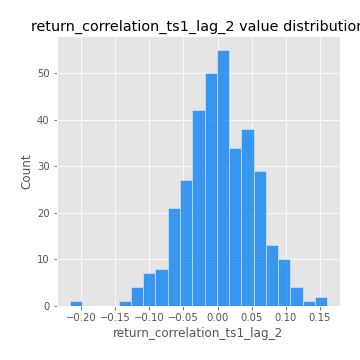 return_correlation_ts1_lag_2 value distribution
Count
50
40
30
20
10
0
−0.20 −0.15 −0.10 −0.05 0.00 0.05 0.10 0.15
return_correlation_ts1_lag_2